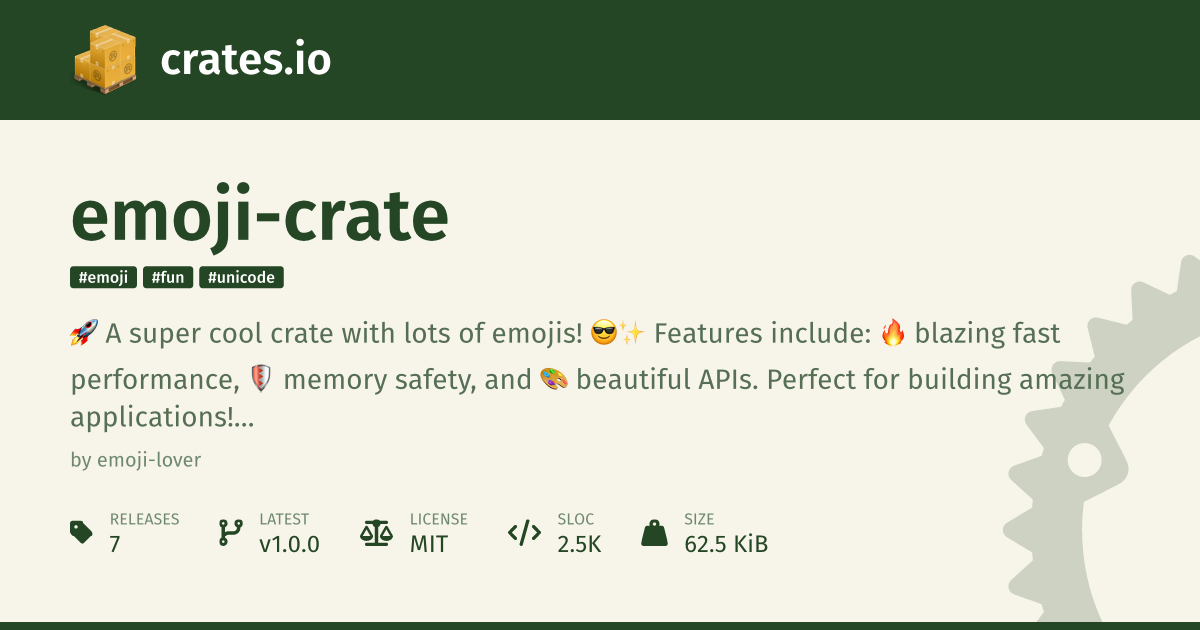 crates.io
emoji-crate
#emoji #fun #unicode
🚀 A super cool crate with lots of emojis! 😎✨ Features include: 🔥 blazing fast
performance, 🛡️ memory safety, and 🎨 beautiful APIs. Perfect for building amazing
applications!...
by emoji-lover
RELEASES LATEST LICENSE SLOC SIZE
7 v1.0.0 MIT 2.5K 62.5 KiB